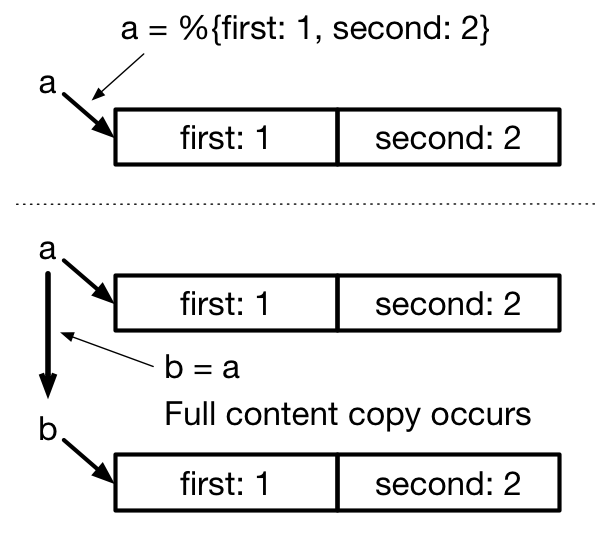 a = %{first: 1, second: 2}
a
first: 1 second: 2
a
first: 1 second: 2
b = a
Full content copy occurs
b
first: 1 second: 2